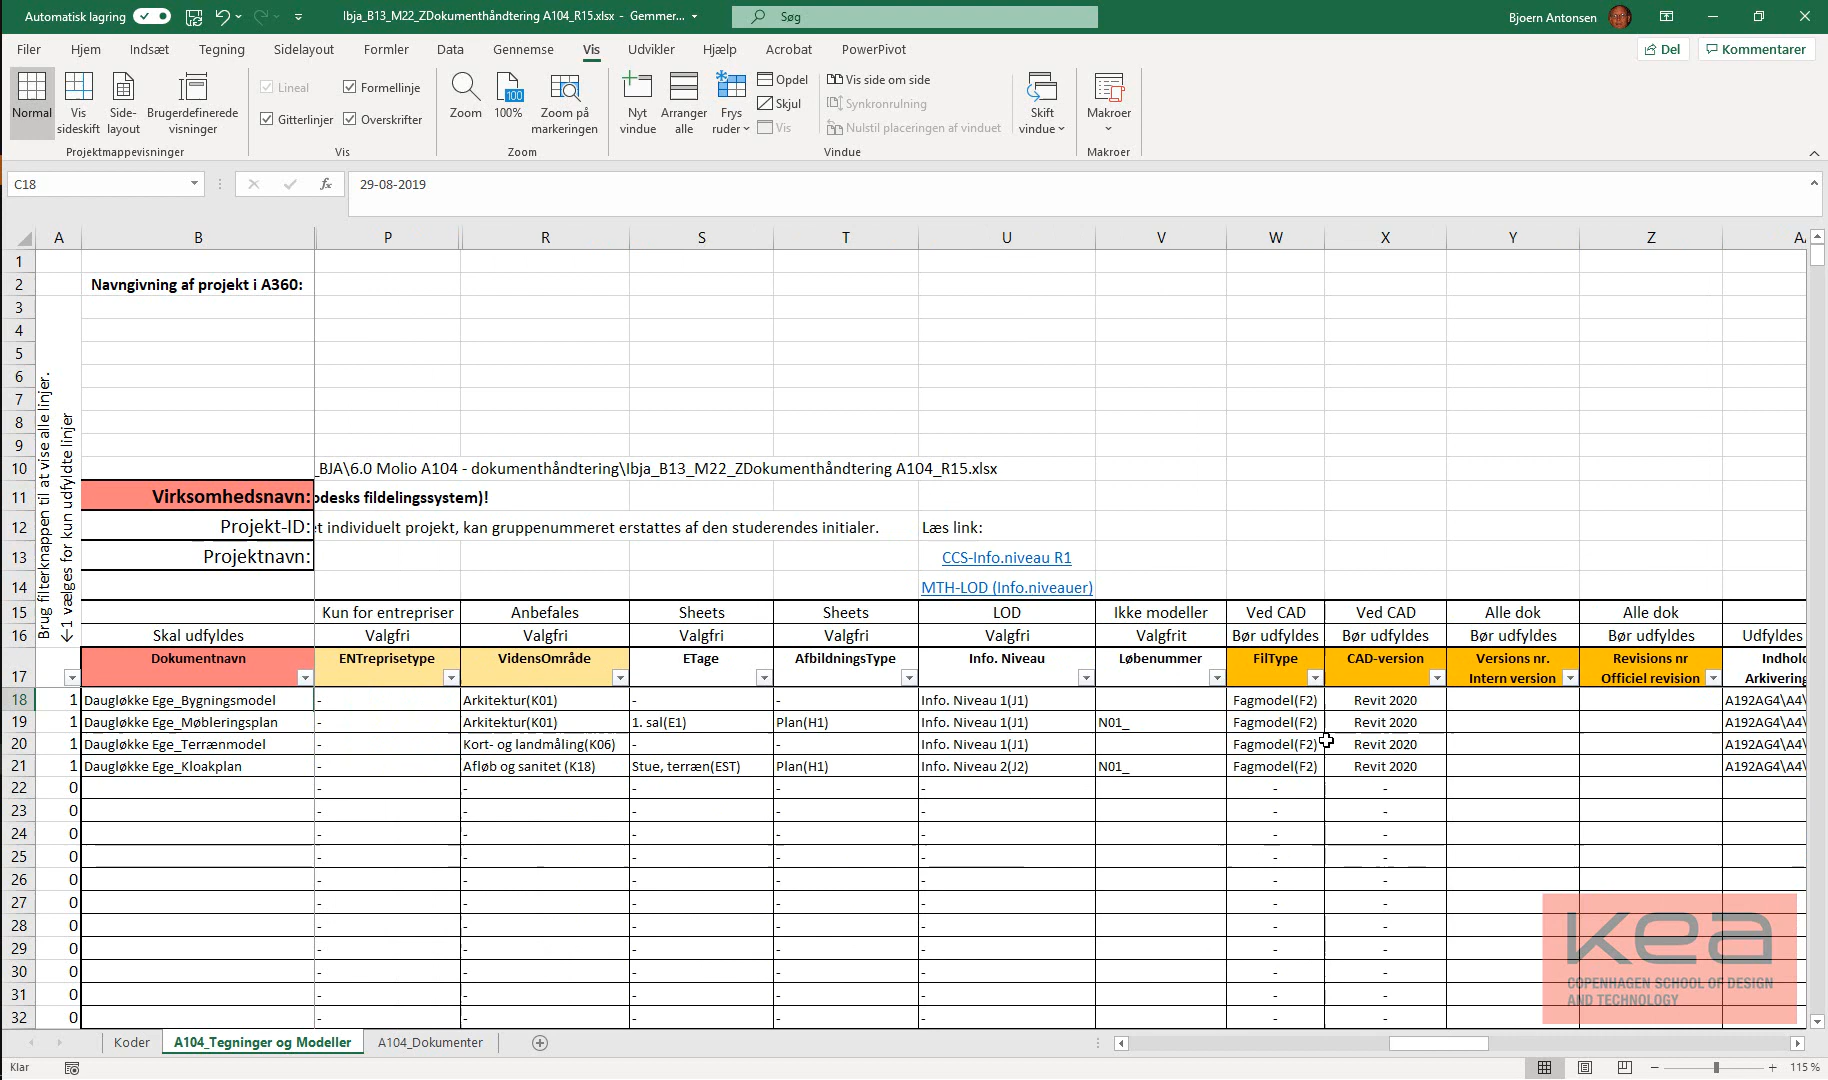 Automatisk lagring
Ibja_B13_M22_ZDokumenthåndtering A104_R15.xlsx - Gemmer...
Søg
Bjoern Antonsen
Filer Hjem Indsæt Tegning Sidelayout Formler Data Gennemse Vis Udvikler Hjælp Acrobat PowerPivot
Del Kommentarer
Normal
Vis sideskift
Side-layout
Brugerdefinerede visninger
Projektmappevisninger
Lineal Formellinje
Gitterlinjer Overskrifter
Vis
Zoom
100%
Zoom på markeringen
Zoom
Nyt vindue
Arranger alle
Frys ruder
Opdel
Skjul
Vis
Vis side om side
Synkronrulning
Nulstil placeringen af vinduet
Skift vindue
Vindue
Makroer
Makroer
C18
fx
29-08-2019
A B P R S T U V W X Y Z
1
2 Navngivning af projekt i A360:
3
4
5
6
7
8
9
Brug filterknappen til at vise alle linjer.
←1 vælges for kun udfyldte linjer
10 _BJA\6.0 Molio A104 - dokumenthåndtering\Ibja_B13_M22_ZDokumenthåndtering A104_R15.xlsx
11 Virksomhedsnavn: odesks fildelingssystem)!
12 Projekt-ID: et individuelt projekt, kan gruppenummeret erstattes af den studerendes initialer. Læs link:
13 Projektnavn: CCS-Info.niveau R1
14 MTH-LOD (Info.niveauer)
15 Kun for entrepriser Anbefales Sheets Sheets LOD Ikke modeller Ved CAD Ved CAD Alle dok Alle dok
16 Skal udfyldes Valgfri Valgfri Valgfri Valgfri Valgfri Valgfrit Bør udfyldes Bør udfyldes Bør udfyldes Bør udfyldes Udfyldes
Dokumentnavn ENTreprisetype VidensOmråde ETage AfbildningsType Info. Niveau Løbenummer FilType CAD-version Versions nr. Revisions nr Indhold
17 Intern version Officiel revision Arkivering
18 1 Daugløkke Ege_Bygningsmodel - Arkitektur(K01) - - Info. Niveau 1(J1) Fagmodel(F2) Revit 2020 A192AG4\A4\
19 1 Daugløkke Ege_Møbleringsplan - Arkitektur(K01) 1. sal(E1) Plan(H1) Info. Niveau 1(J1) N01_ Fagmodel(F2) Revit 2020 A192AG4\A4\
20 1 Daugløkke Ege_Terrænmodel - Kort- og landmåling(K06) - - Info. Niveau 1(J1) Fagmodel(F2) Revit 2020 A192AG4\A4\
21 1 Daugløkke Ege_Kloakplan - Afløb og sanitet (K18) Stue, terræn(EST) Plan(H1) Info. Niveau 2(J2) N01_ Fagmodel(F2) Revit 2020 A192AG4\A4\
22 0 - - - - - - -
23 0 - - - - - - -
24 0 - - - - - - -
25 0 - - - - - - -
26 0 - - - - - - -
27 0 - - - - - - -
28 0 - - - - - - -
29 0 - - - - - - -
30 0 - - - - - - -
31 0 - - - - - - -
32 0 - - - - - - -
kea
COPENHAGEN SCHOOL OF DESIGN
AND TECHNOLOGY
Koder A104_Tegninger og Modeller A104_Dokumenter
Klar
115 %